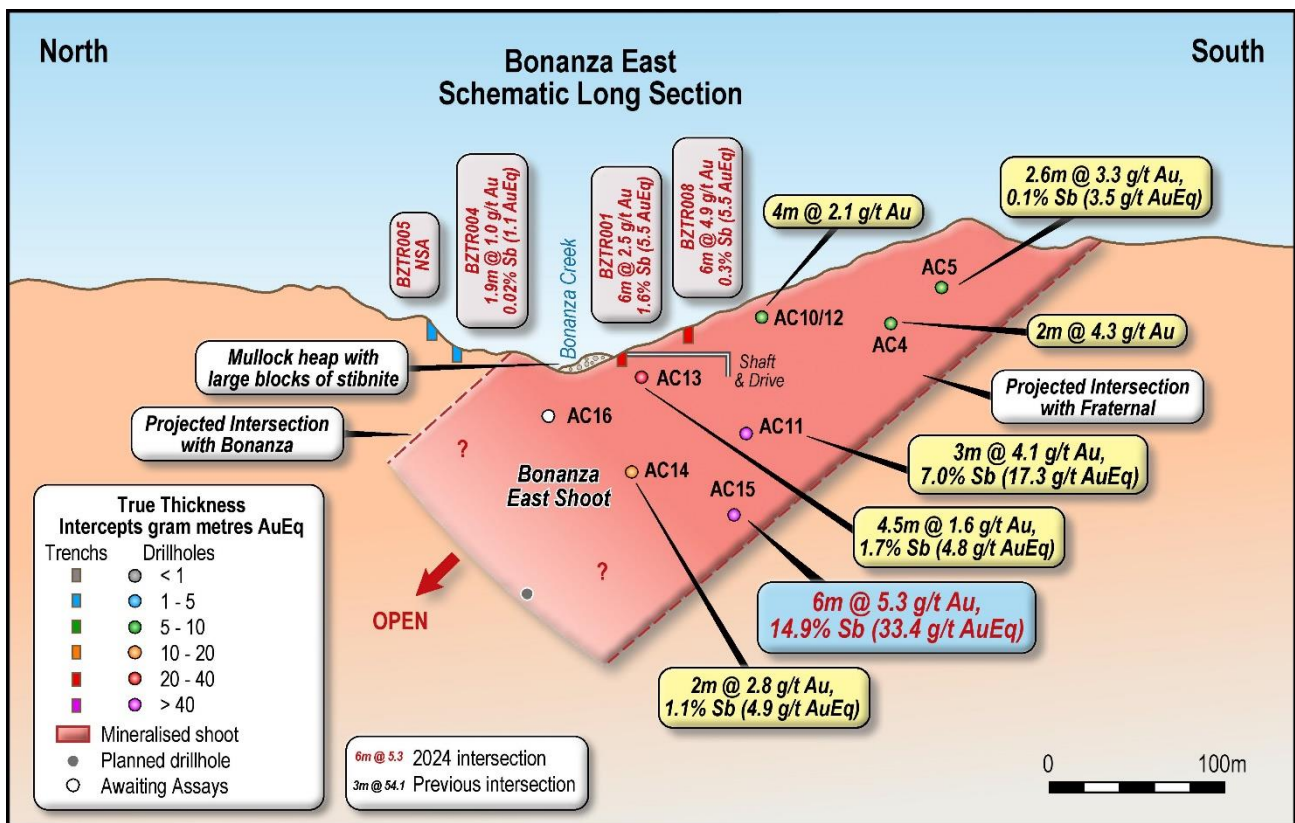 North
South
Bonanza East
Schematic Long Section
BZTR005
NSA
BZTR004
1.9m @ 1.0 g/t Au
0.02% Sb (1.1 AuEq)
Bonanza Creek
BZTR001
6m @ 2.5 g/t Au
1.6% Sb (5.5 AuEq)
BZTR008
6m @ 4.9 g/t Au
0.3% Sb (5.5 AuEq)
4m @ 2.1 g/t Au
2.6m @ 3.3 g/t Au,
0.1% Sb (3.5 g/t AuEq)
AC5
AC10/12
AC4
2m @ 4.3 g/t Au
Mullock heap with
large blocks of stibnite
Shaft
& Drive
AC13
Projected Intersection
with Fraternal
Projected Intersection
with Bonanza
AC16
AC11
3m @ 4.1 g/t Au,
7.0% Sb (17.3 g/t AuEq)
?
Bonanza
East Shoot
AC14
AC15
4.5m @ 1.6 g/t Au,
1.7% Sb (4.8 g/t AuEq)
?
OPEN
6m @ 5.3 g/t Au,
14.9% Sb (33.4 g/t AuEq)
2m @ 2.8 g/t Au,
1.1% Sb (4.9 g/t AuEq)
True Thickness
Intercepts gram metres AuEq
Trenchs Drillholes
< 1
1 - 5
5 - 10
10 - 20
20 - 40
> 40
Mineralised shoot
Planned drillhole
Awaiting Assays
6m @ 5.3 2024 intersection
3m @ 54.1 Previous intersection
0 100m